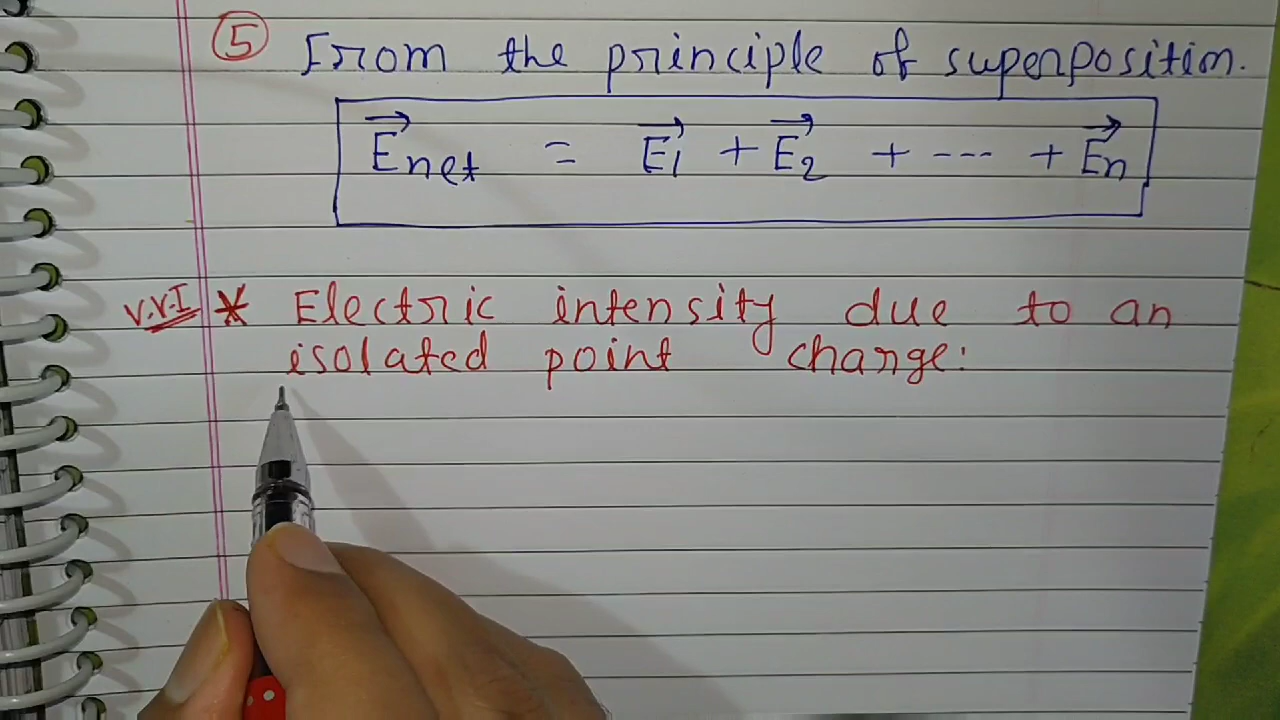 ⑤ From the principle of superposition.
E⃗net = E⃗1 + E⃗2 + --- + E⃗n
V.V.I * Electric intensity due to an
isolated point charge: